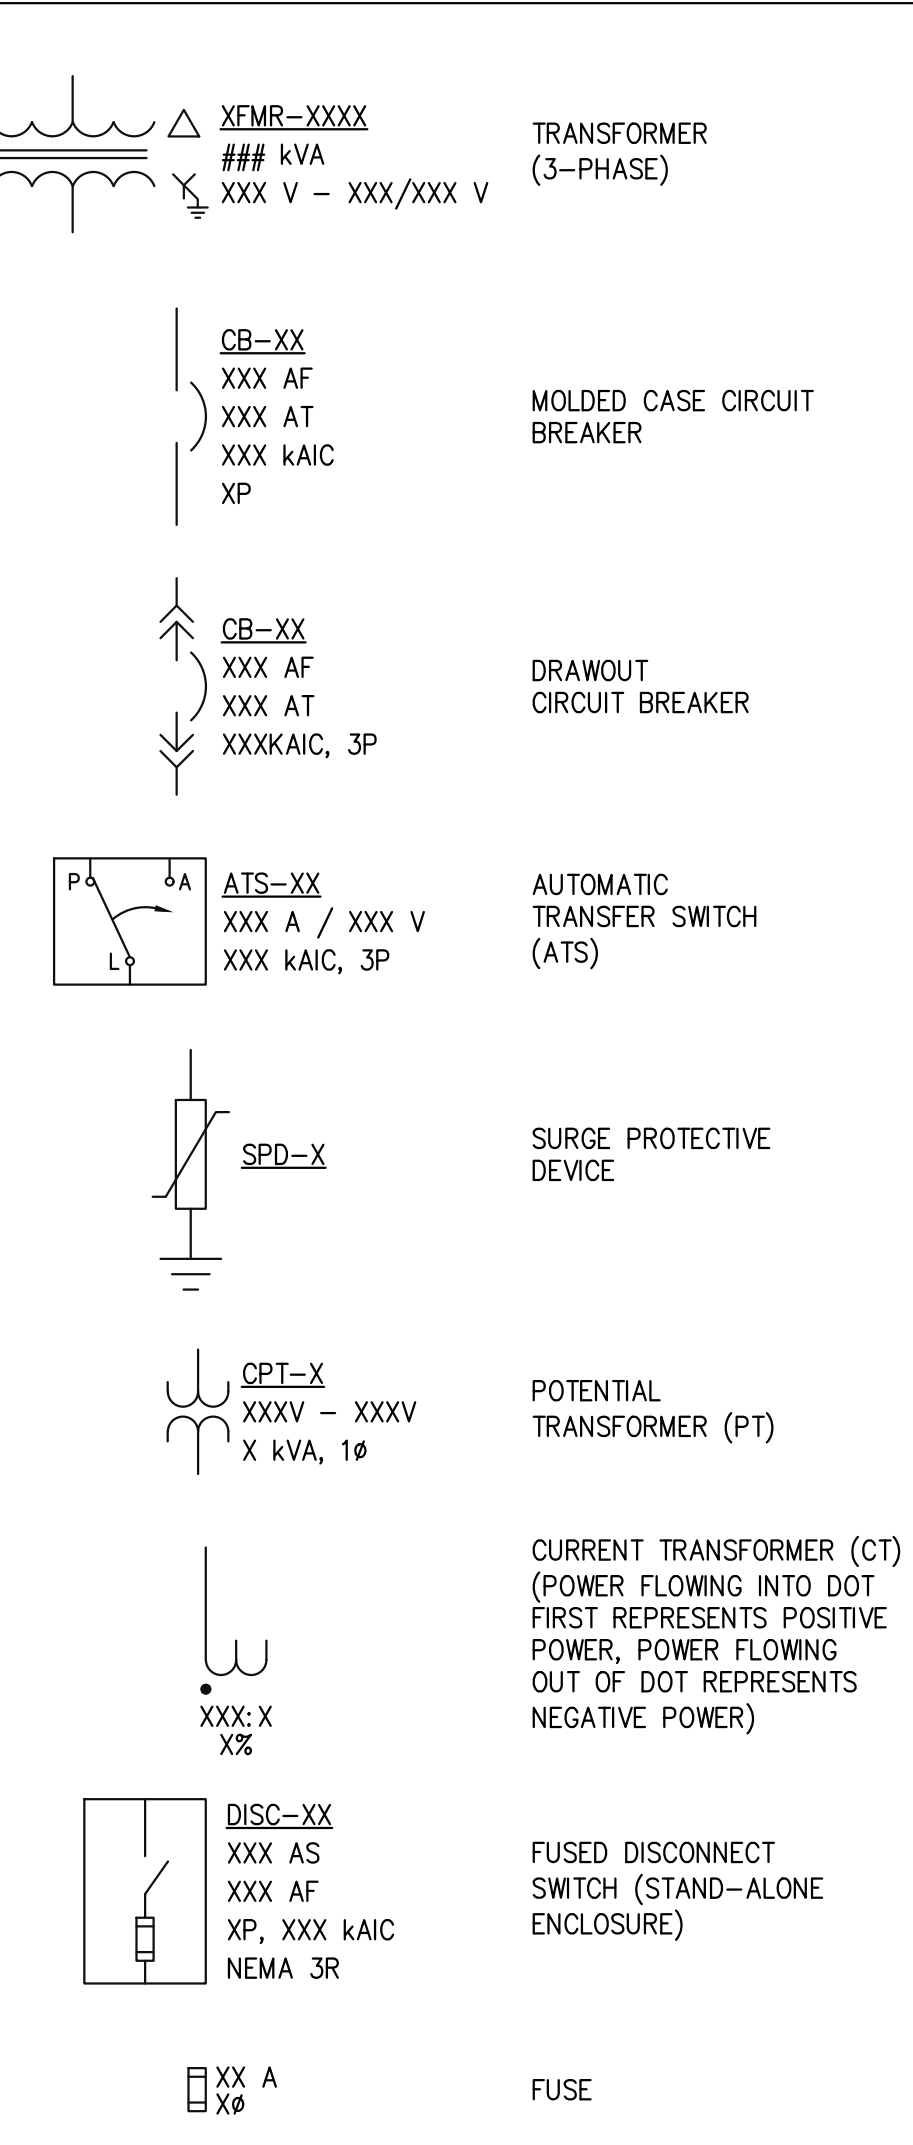 XFMR-XXXX
### kVA
XXX V - XXX/XXX V
TRANSFORMER
(3-PHASE)
CB-XX
XXX AF
XXX AT
XXX kAIC
XP
MOLDED CASE CIRCUIT
BREAKER
CB-XX
XXX AF
XXX AT
XXXKAIC, 3P
DRAWOUT
CIRCUIT BREAKER
P
A
L
ATS-XX
XXX A / XXX V
XXX kAIC, 3P
AUTOMATIC
TRANSFER SWITCH
(ATS)
SPD-X
SURGE PROTECTIVE
DEVICE
CPT-X
XXXV - XXXV
X kVA, 1ø
POTENTIAL
TRANSFORMER (PT)
XXX:X
X%
CURRENT TRANSFORMER (CT)
(POWER FLOWING INTO DOT
FIRST REPRESENTS POSITIVE
POWER, POWER FLOWING
OUT OF DOT REPRESENTS
NEGATIVE POWER)
DISC-XX
XXX AS
XXX AF
XP, XXX kAIC
NEMA 3R
FUSED DISCONNECT
SWITCH (STAND-ALONE
ENCLOSURE)
XX A
Xø
FUSE